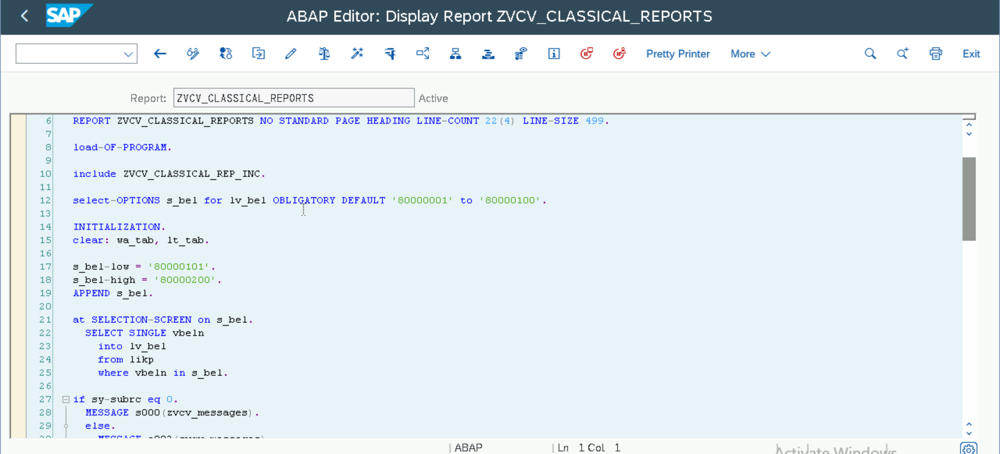 SAP
ABAP Editor: Display Report ZVCV_CLASSICAL_REPORTS
Pretty Printer More Exit
Report: ZVCV_CLASSICAL_REPORTS Active
6 REPORT ZVCV_CLASSICAL_REPORTS NO STANDARD PAGE HEADING LINE-COUNT 22(4) LINE-SIZE 499.
7
8 load-OF-PROGRAM.
9
10 include ZVCV_CLASSICAL_REP_INC.
11
12 select-OPTIONS s_bel for lv_bel OBLIGATORY DEFAULT '80000001' to '80000100'.
13
14 INITIALIZATION.
15 clear: wa_tab, lt_tab.
16
17 s_bel-low = '80000101'.
18 s_bel-high = '80000200'.
19 APPEND s_bel.
20
21 at SELECTION-SCREEN on s_bel.
22 SELECT SINGLE vbeln
23 into lv_bel
24 from likp
25 where vbeln in s_bel.
26
27 if sy-subrc eq 0.
28 MESSAGE s000(zvcv_messages).
29 else.
MESSAGE
ABAP Ln 1 Col 1
Activate Windows